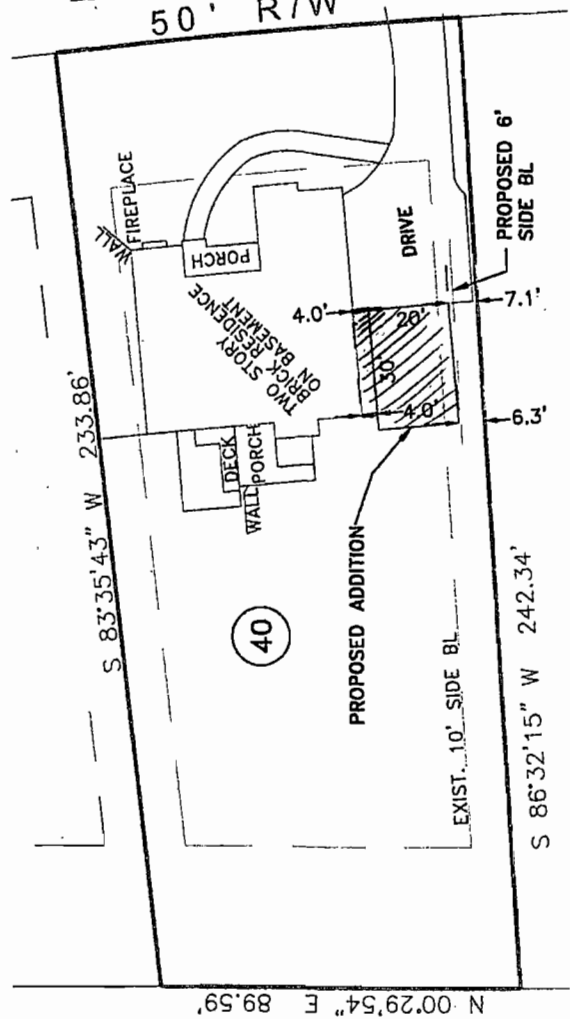 50' R/W
WALL
FIREPLACE
PORCH
TWO STORY
BRICK RESIDENCE
ON BASEMENT
DRIVE
PROPOSED 6'
SIDE BL
4.0'
20'
30'
7.1'
4.0'
6.3'
DECK
WALL
PORCH
S 83°35'43" W 233.86'
40
PROPOSED ADDITION
EXIST. 10' SIDE BL
S 86°32'15" W 242.34'
N 00°29'54" E 89.59'